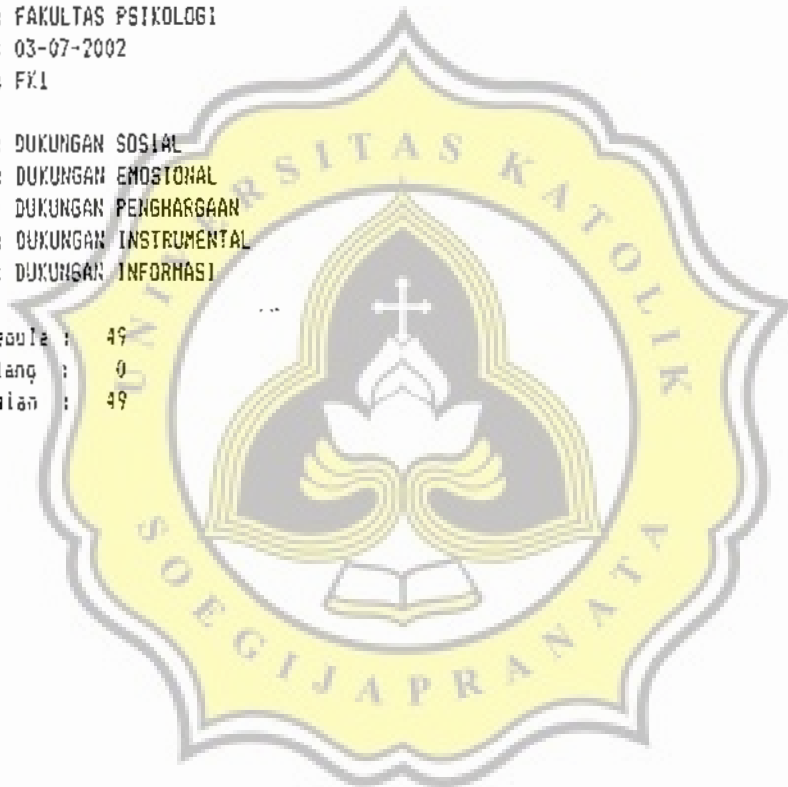 : FAKULTAS PSIKOLOGI
: 03-07-2002
: FK1
: DUKUNGAN SOSIAL
: DUKUNGAN EMOSIONAL
DUKUNGAN PENGHARGAAN
: DUKUNGAN INSTRUMENTAL
: DUKUNGAN INFORMASI
: 49
: 0
: 49
UNIVERSITAS KATOLIK
SOEGIJAPRANATA